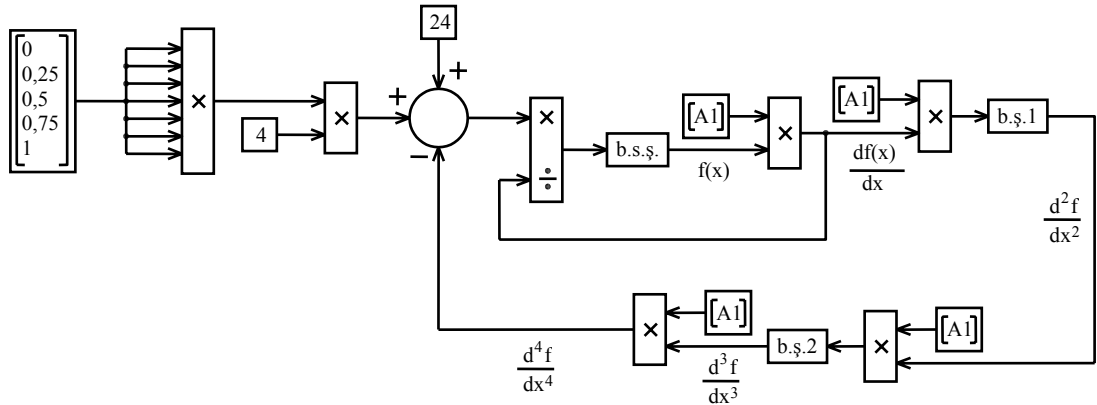 24
0
0,25
0,5
0,75
1
×
4
×
+
+
−
×
÷
b.s.ş.
f(x)
[A1]
×
[A1]
df(x)
dx
×
b.ş.1
d²f
dx²
[A1]
×
b.ş.2
d³f
dx³
[A1]
×
d⁴f
dx⁴